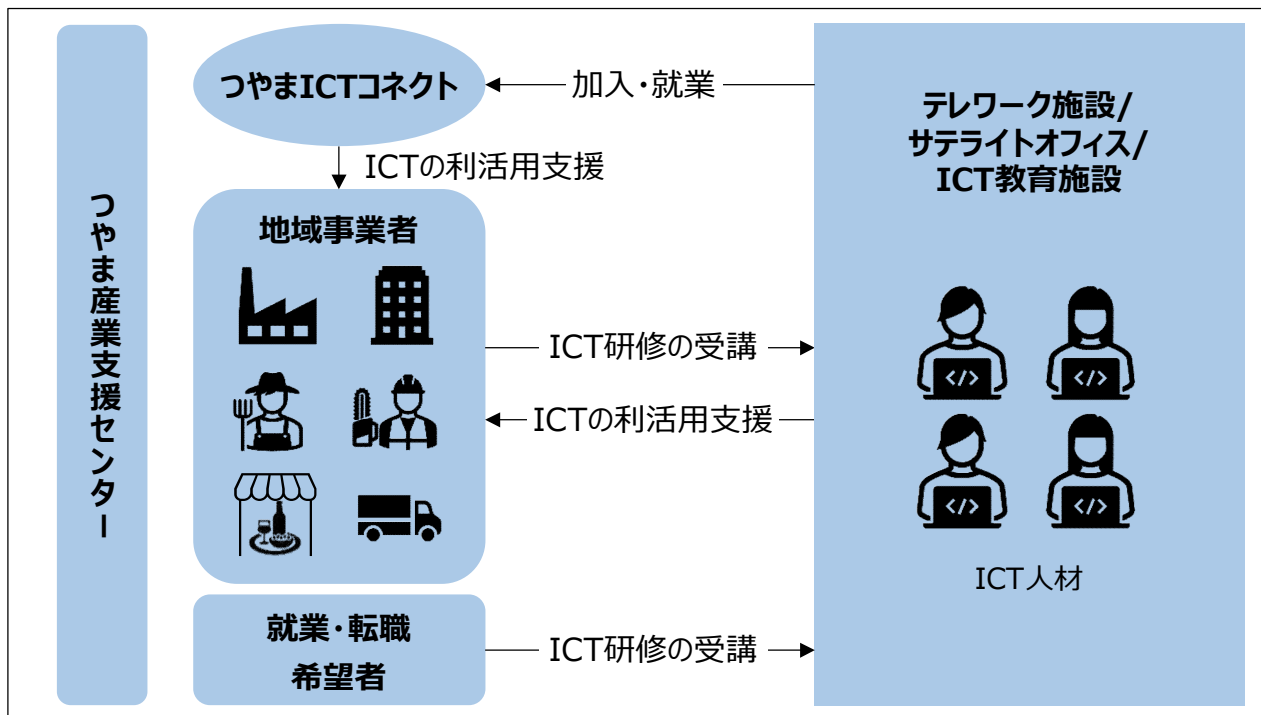 つやま産業支援センター
つやまICTコネクト
加入・就業
ICTの利活用支援
地域事業者
ICT研修の受講
ICTの利活用支援
就業・転職
希望者
ICT研修の受講
テレワーク施設/
サテライトオフィス/
ICT教育施設
</>
</>
</>
</>
ICT人材